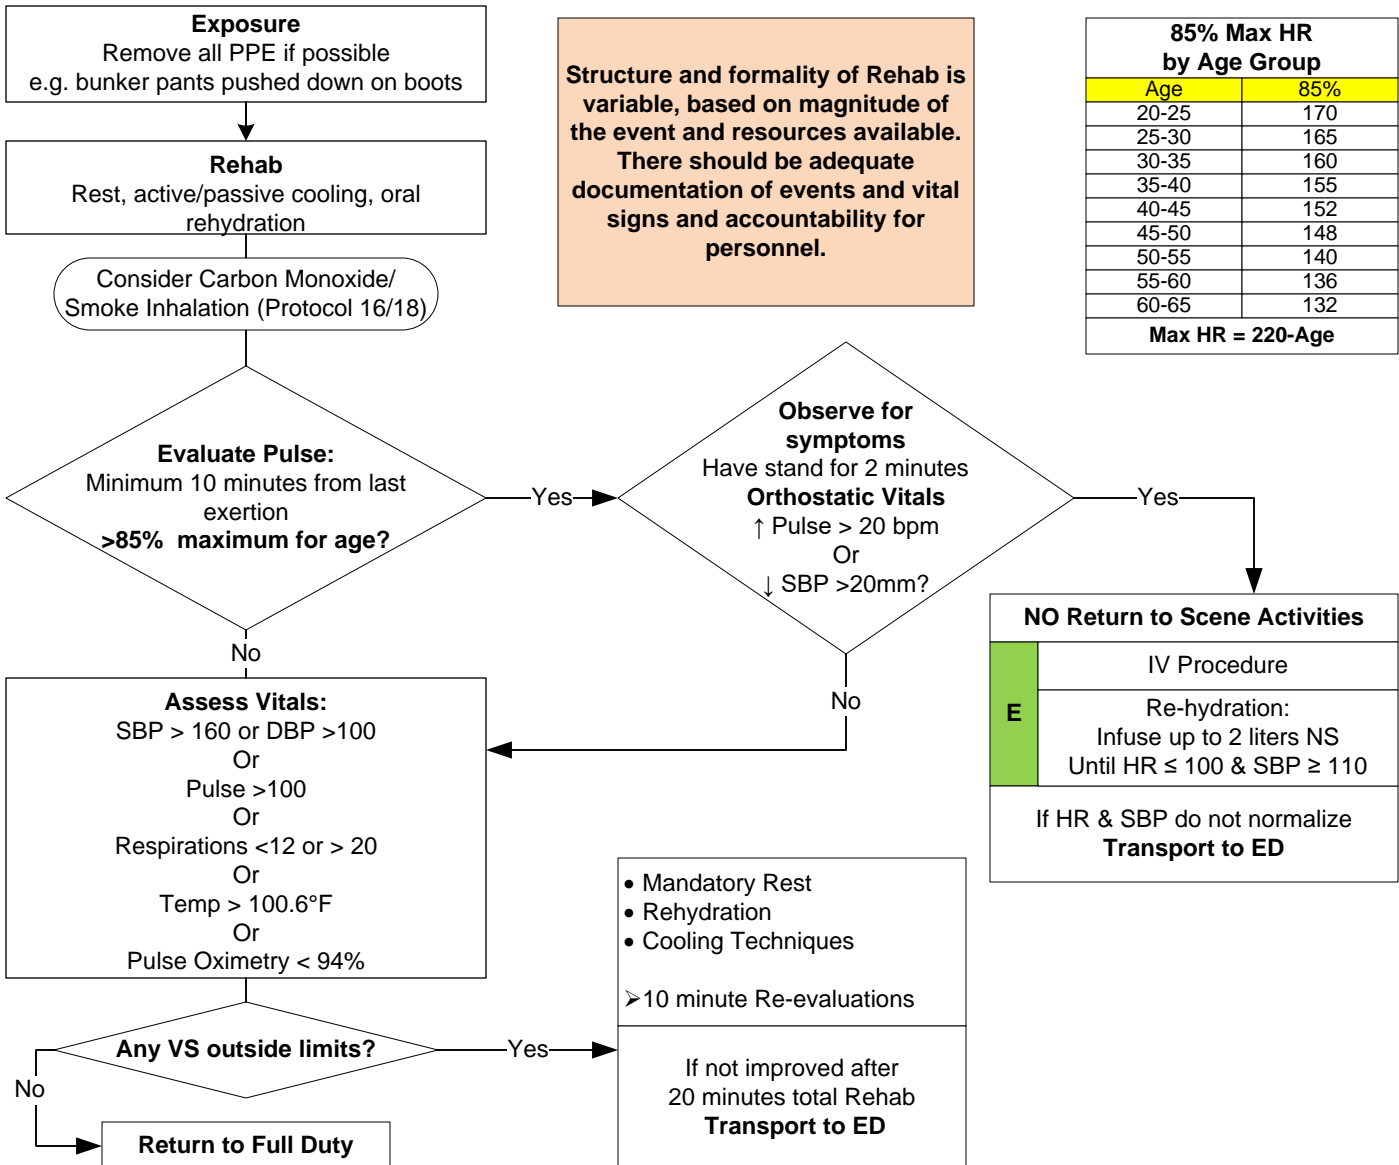 Exposure
Remove all PPE if possible
e.g. bunker pants pushed down on boots
Rehab
Rest, active/passive cooling, oral
rehydration
Consider Carbon Monoxide/
Smoke Inhalation (Protocol 16/18)
Structure and formality of Rehab is
variable, based on magnitude of
the event and resources available.
There should be adequate
documentation of events and vital
signs and accountability for
personnel.
85% Max HR
by Age Group
Age 85%
20-25 170
25-30 165
30-35 160
35-40 155
40-45 152
45-50 148
50-55 140
55-60 136
60-65 132
Max HR = 220-Age
Evaluate Pulse:
Minimum 10 minutes from last
exertion
>85% maximum for age?
Yes
No
Observe for
symptoms
Have stand for 2 minutes
Orthostatic Vitals
↑ Pulse > 20 bpm
Or
↓ SBP >20mm?
Yes
No
NO Return to Scene Activities
E
IV Procedure
Re-hydration:
Infuse up to 2 liters NS
Until HR ≤ 100 & SBP ≥ 110
If HR & SBP do not normalize
Transport to ED
Assess Vitals:
SBP > 160 or DBP >100
Or
Pulse >100
Or
Respirations <12 or > 20
Or
Temp > 100.6°F
Or
Pulse Oximetry < 94%
Any VS outside limits?
Yes
No
• Mandatory Rest
• Rehydration
• Cooling Techniques
➢10 minute Re-evaluations
If not improved after
20 minutes total Rehab
Transport to ED
Return to Full Duty